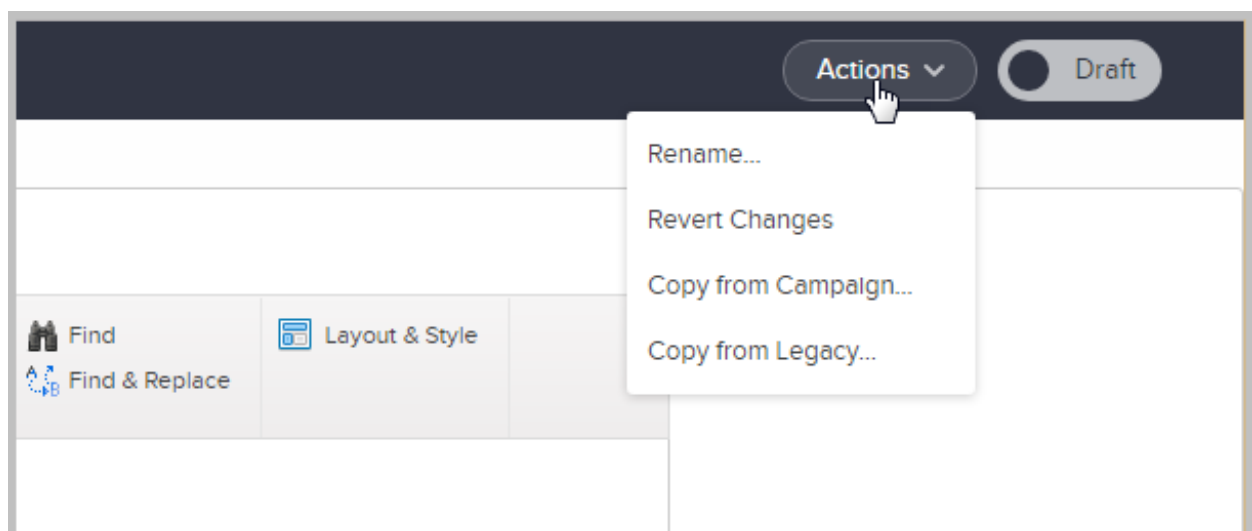 Actions
Draft
Rename...
Revert Changes
Copy from Campaign...
Copy from Legacy...
Find
Layout & Style
A
B
Find & Replace